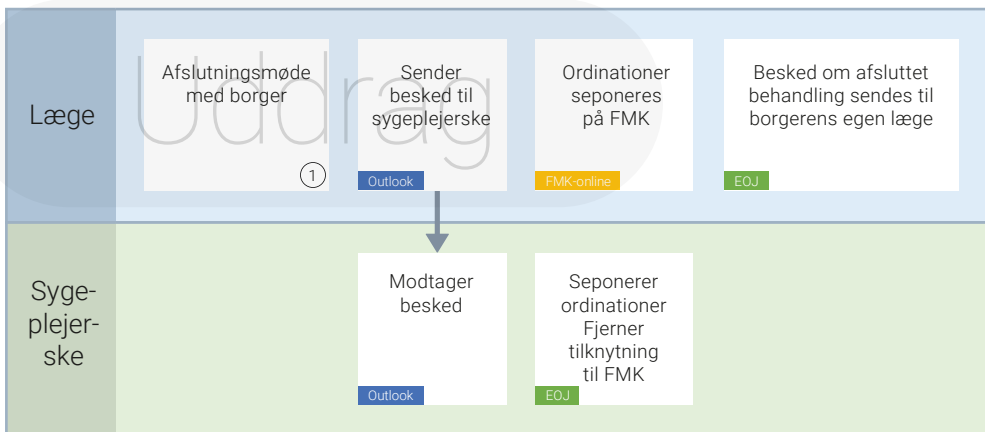 Uddrag
Læge
Afslutningsmøde
med borger
1
Sender
besked til
sygeplejerske
Outlook
Ordinationer
seponeres
på FMK
FMK-online
Besked om afsluttet
behandling sendes til
borgerens egen læge
EOJ
Syge-
plejer-
ske
Modtager
besked
Outlook
Seponerer
ordinationer
Fjerner
tilknytning
til FMK
EOJ